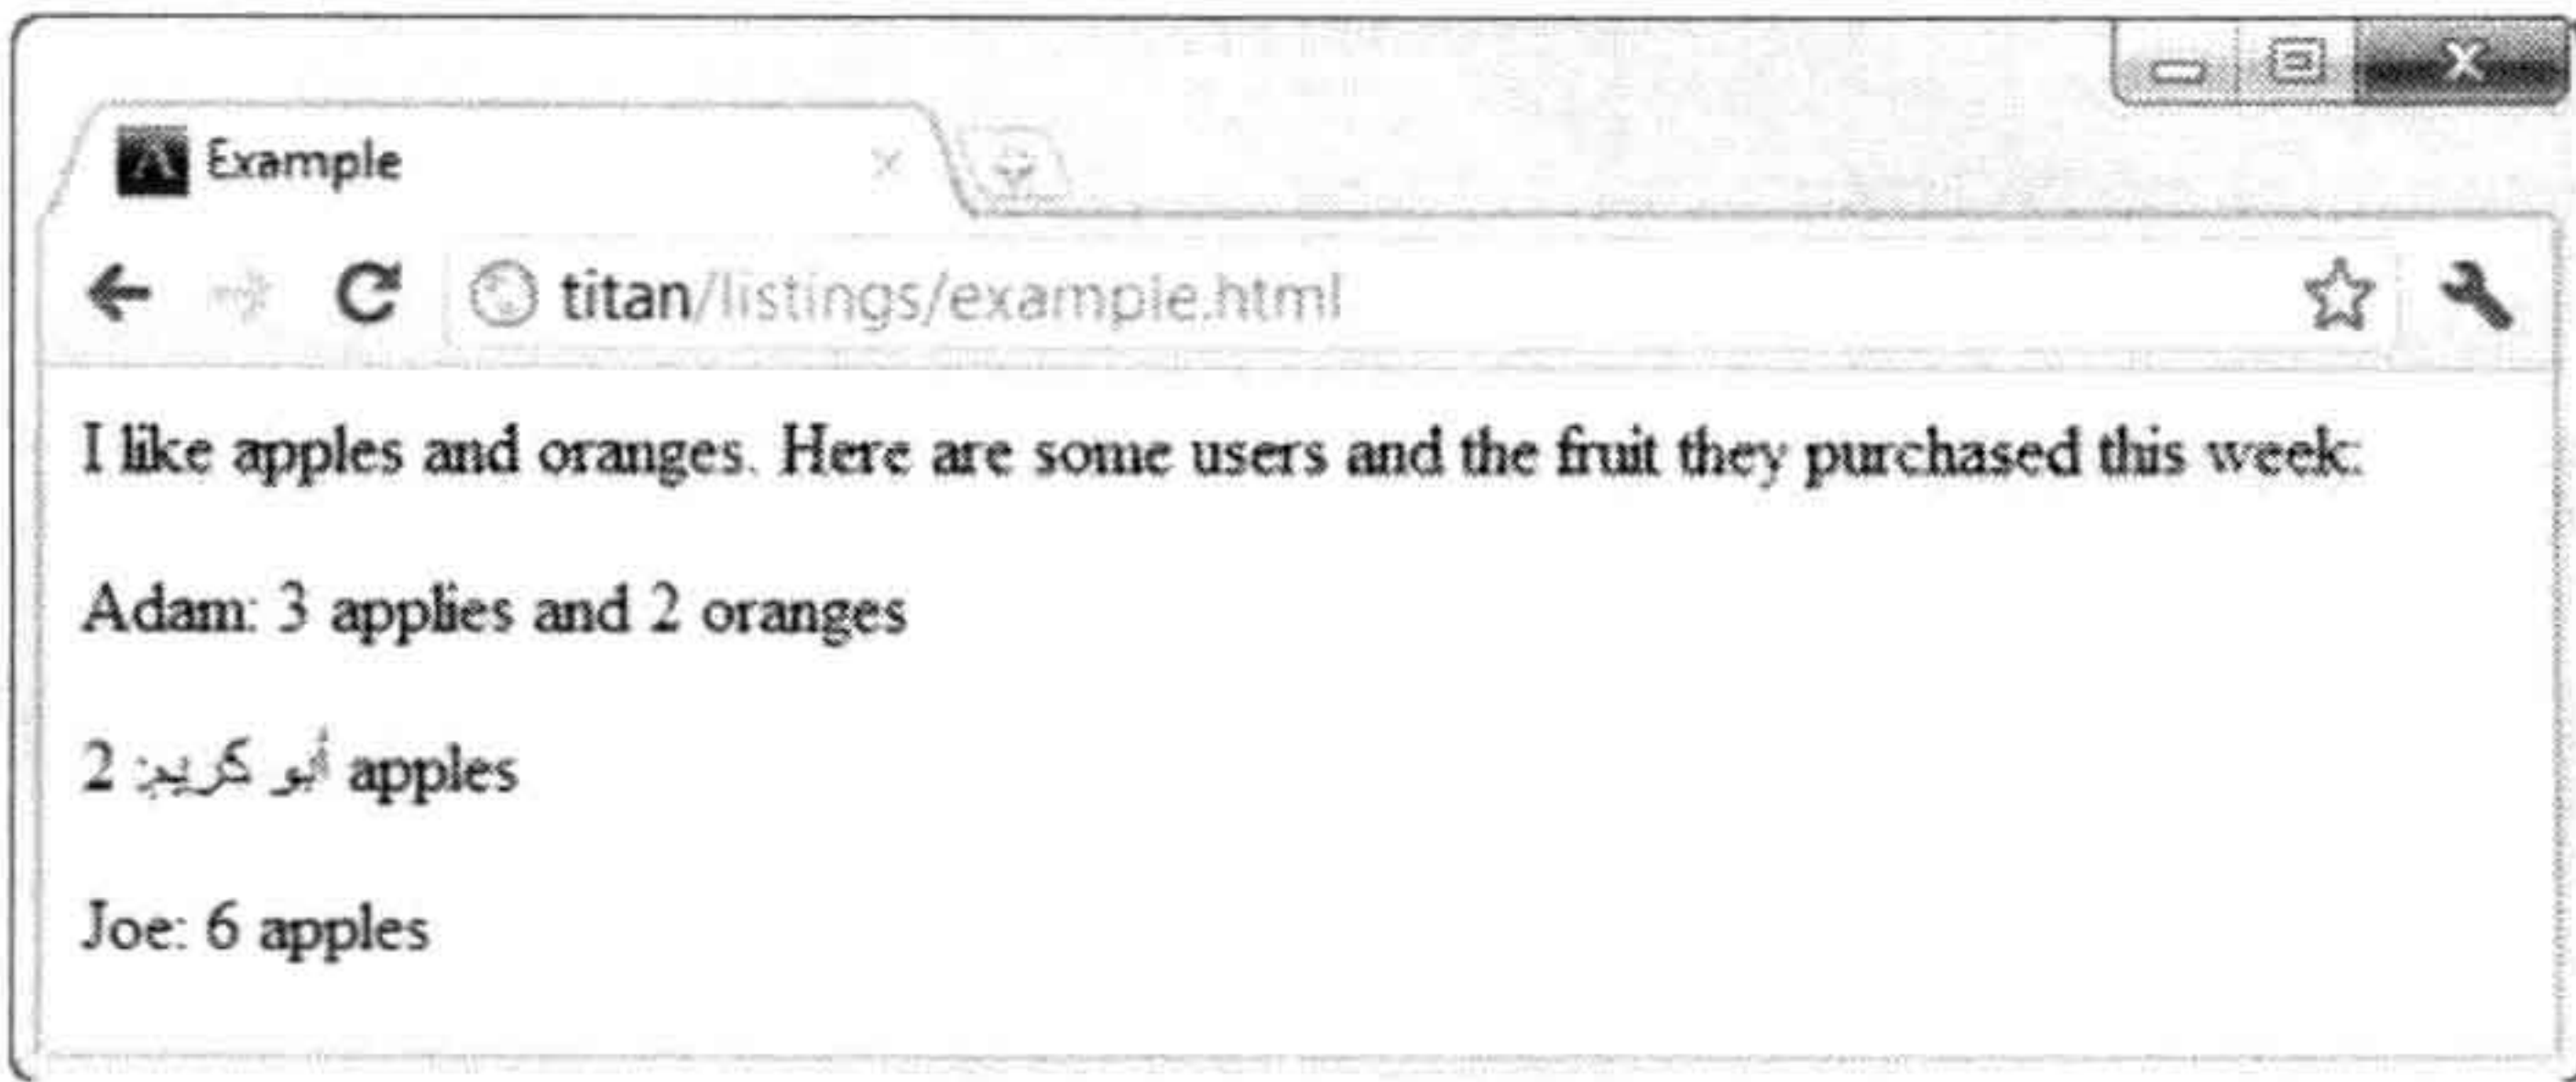 Example
titan/listings/example.html
I like apples and oranges. Here are some users and the fruit they purchased this week:
Adam: 3 applies and 2 oranges
أبو كريم: 2 apples
Joe: 6 apples